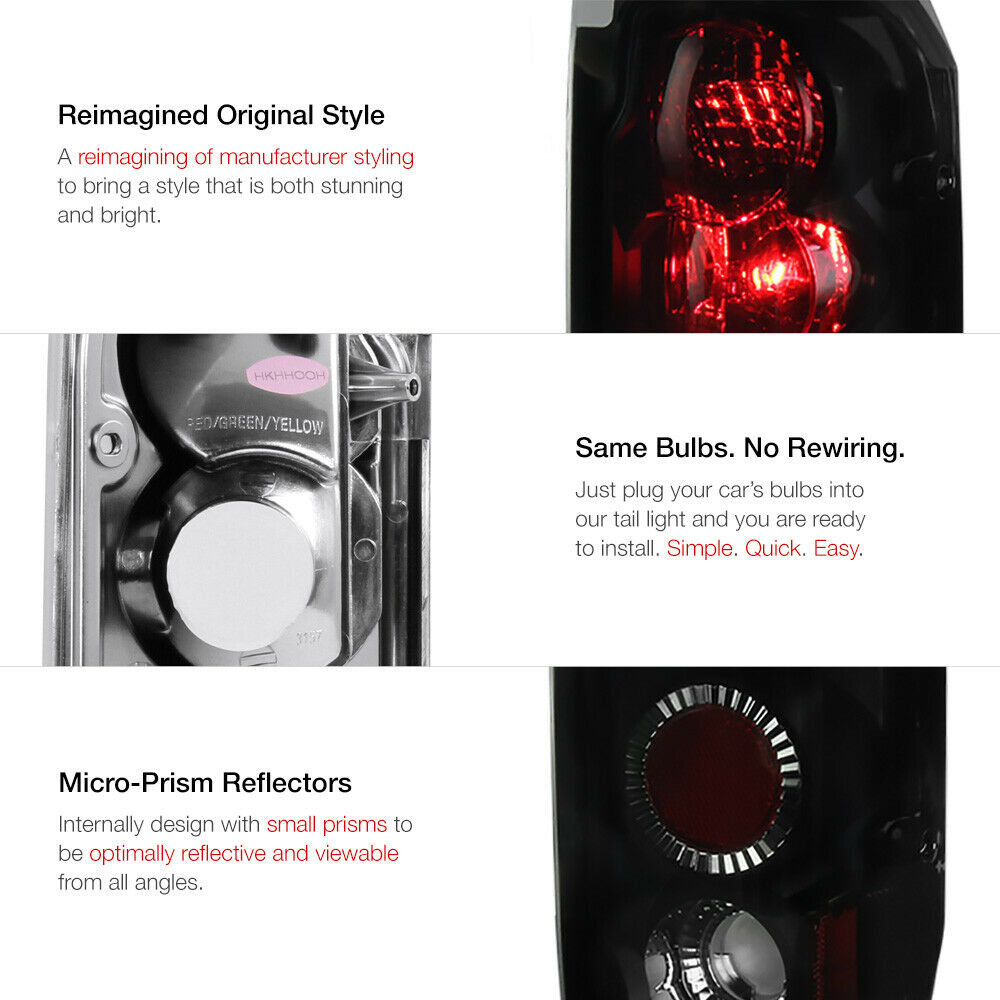 Reimagined Original Style
A reimagining of manufacturer styling
to bring a style that is both stunning
and bright.
HKHHOOH
RED/GREEN/YELLOW
3157
Same Bulbs. No Rewiring.
Just plug your car's bulbs into
our tail light and you are ready
to install. Simple. Quick. Easy.
Micro-Prism Reflectors
Internally design with small prisms to
be optimally reflective and viewable
from all angles.